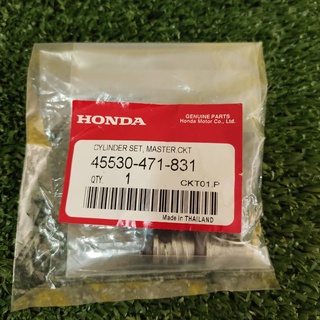 HONDA
GENUINE PARTS
Honda Motor Co., Ltd.
CYLINDER SET, MASTER.CKT
45530-471-831
QTY. 1
CKT01,P
Made in THAILAND